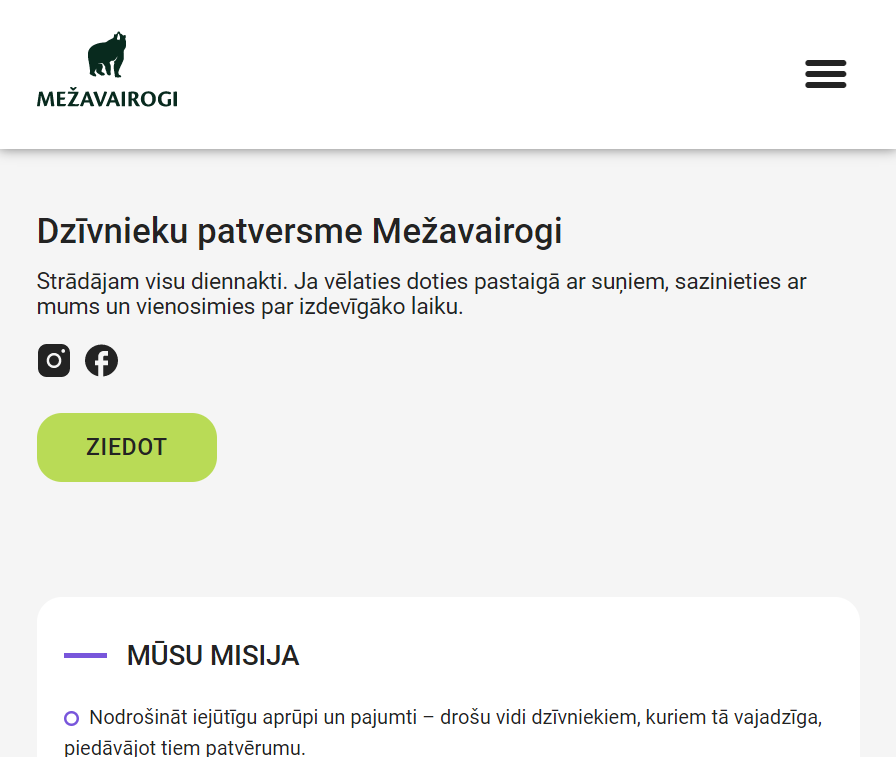 MEŽAVAIROGI
Dzīvnieku patversme Mežavairogi
Strādājam visu diennakti. Ja vēlaties doties pastaigā ar suņiem, sazinieties ar
mums un vienosimies par izdevīgāko laiku.
ZIEDOT
MŪSU MISIJA
Nodrošināt iejūtīgu aprūpi un pajumti – drošu vidi dzīvniekiem, kuriem tā vajadzīga,
piedāvājot tiem patvērumu.